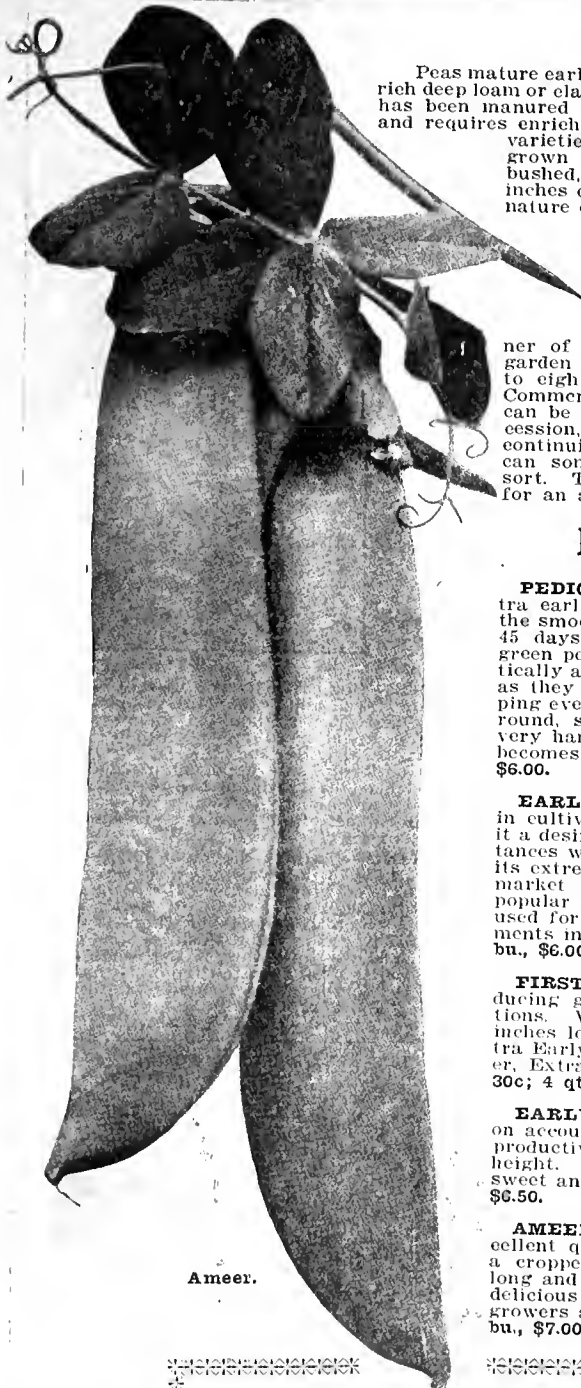 Peas mature earl
rich deep loam or cla
has been manured
and requires enrich
varietie
grown
bushed,
inches o
nature
ner of
garden
to eigh
Commen
can be
cession,
continui
can son
sort. T
for an a
PEDIG
tra earl
the smoo
45 days
green po
tically a
as they
ping eve
round, s
very har
becomes
$6.00.
EARL
in cultiv
it a desi
tances w
its extre
market
popular
used for
ments in
bu., $6.00
FIRST
ducing g
tions. V
inches lo
tra Early
er, Extra
30c; 4 qt
EARLY
on accou
productiv
height.
sweet an
$6.50.
AMEER
cellent q
a croppe
long and
delicious
growers a
bu., $7.00
Ameer.